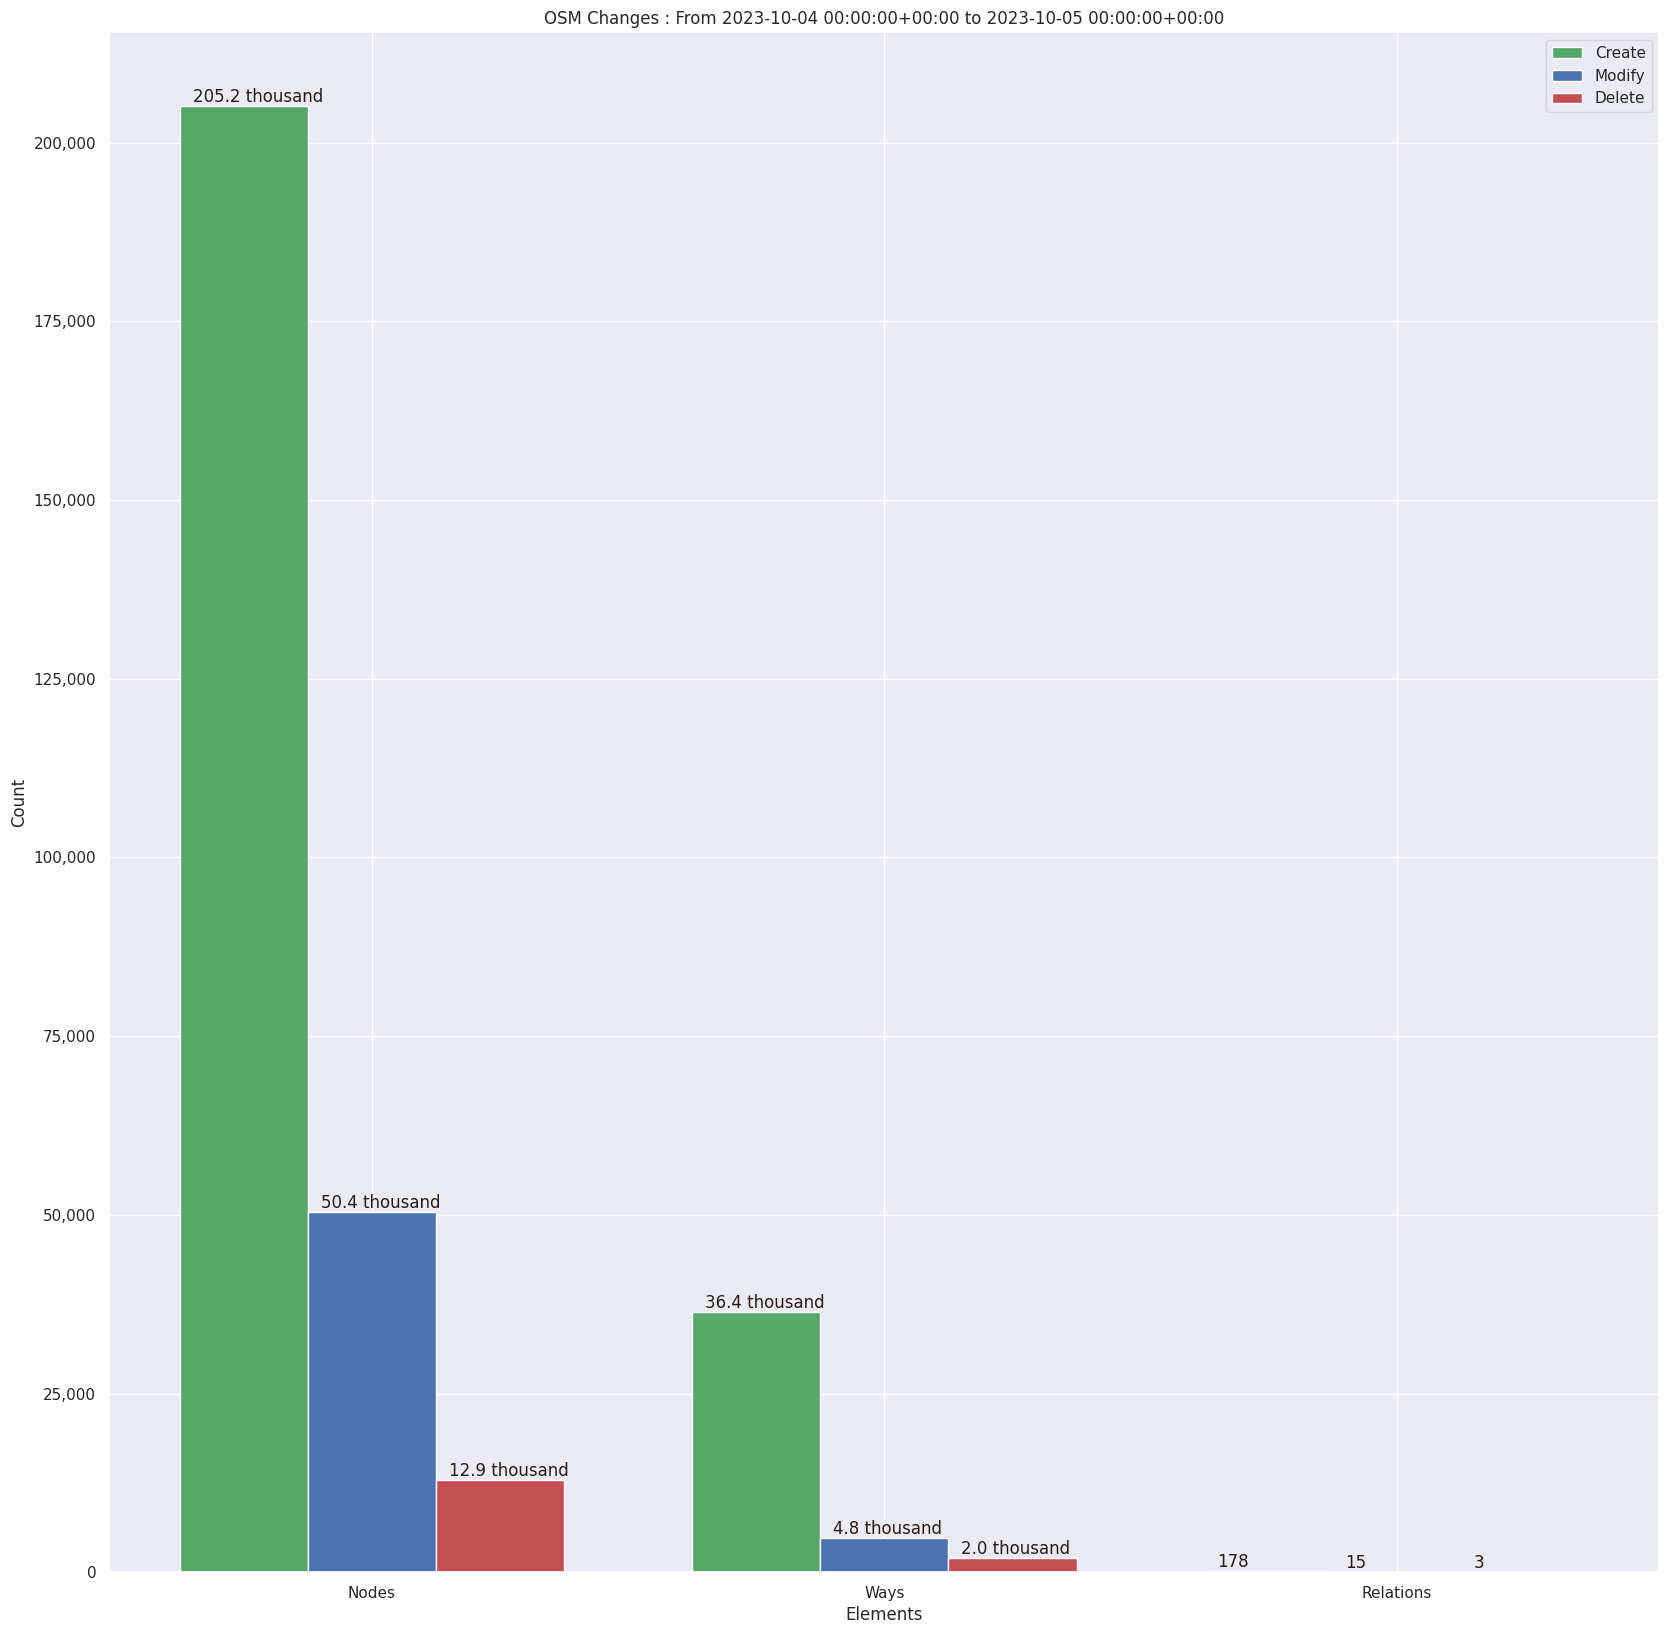 OSM Changes : From 2023-10-04 00:00:00+00:00 to 2023-10-05 00:00:00+00:00
Create
Modify
Delete
205.2 thousand
200,000
175,000
150,000
125,000
100,000
Count
75,000
50.4 thousand
50,000
36.4 thousand
25,000
12.9 thousand
4.8 thousand
2.0 thousand
178
15
3
0
Nodes
Ways
Relations
Elements